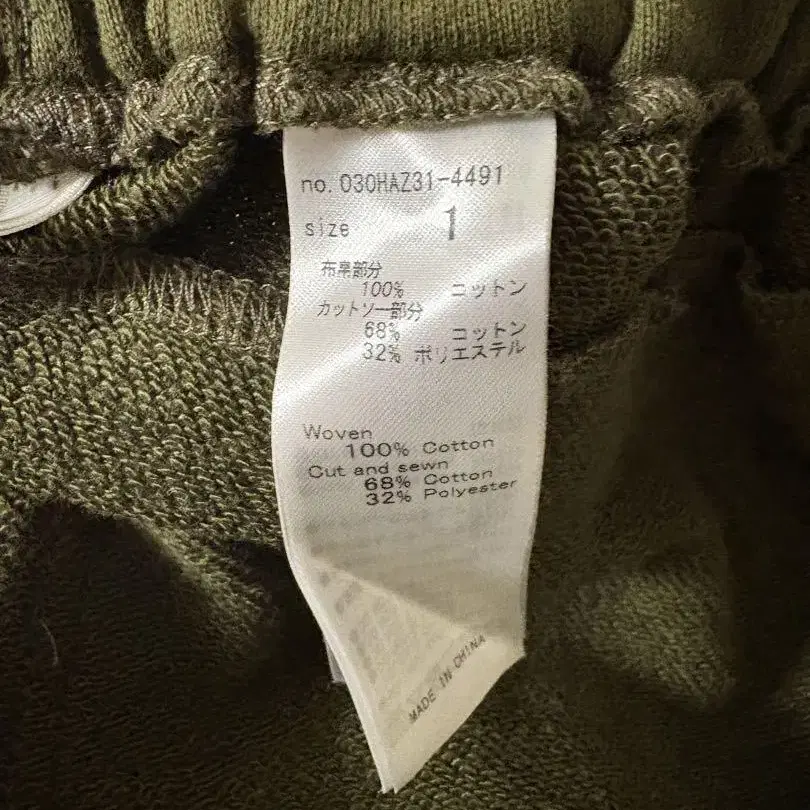 no. 030HAZ31-4491
size 1
布帛部分
100% コットン
カットソー部分
68% コットン
32% ポリエステル
Woven
100% Cotton
Cut and sewn
68% Cotton
32% Polyester
MADE IN CHINA